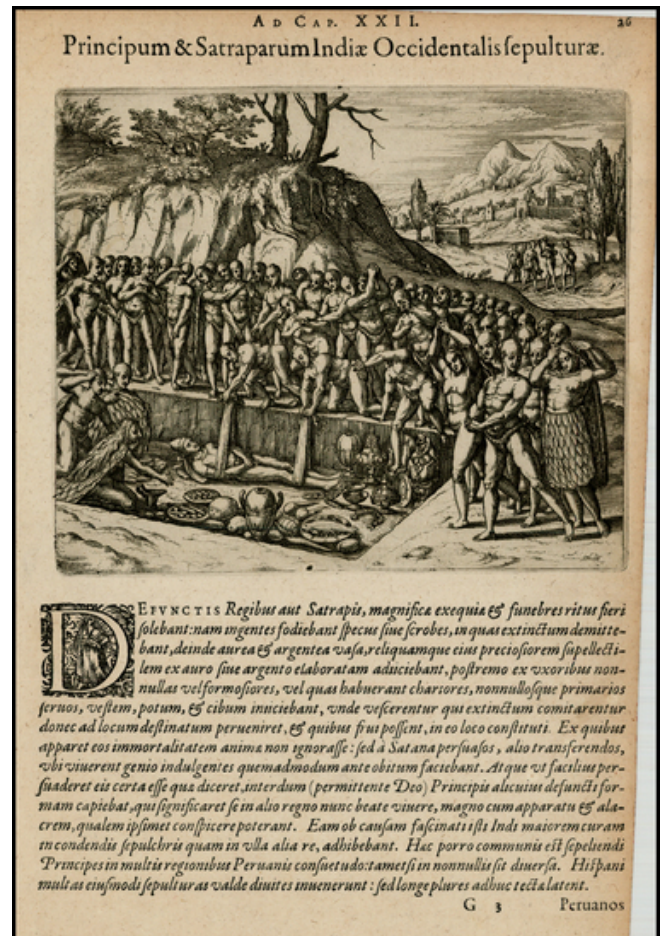 AD CAP. XXII. 26
Principum & Satraparum Indiæ Occidentalis ſepulturæ.
DEFVNCTIS Regibus aut Satrapis, magnificæ exequiæ & funebres ritus fieri
ſolebant: nam ingentes fodiebant ſpecus ſiue ſcrobes, in quas extinctum demitte-
bant, deinde aurea & argentea vaſa, reliquamque eius precioſiorem ſupellecti-
lem ex auro ſiue argento elaboratam adiiciebant, poſtremo ex vxoribus non-
nullas vel formoſiores, vel quas habuerant chariores, nonnulloſque primarios
ſeruos, veſtem, potum, & cibum iniiciebant, vnde veſcerentur qui extinctum comitarentur
donec ad locum deſtinatum perueniret, & quibus frui poſſent, in eo loco conſtituti. Ex quibus
apparet eos immortalitatem animæ non ignoraſſe: ſed à Satana perſuaſos, alio transferendos,
vbi viuerent genio indulgentes quemadmodum ante obitum faciebant. Atque vt facilius per-
ſuaderet eis certa eſſe quæ diceret, interdum (permittente Deo) Principis alicuius defuncti for-
mam capiebat, qui ſignificaret ſe in alio regno nunc beate viuere, magno cum apparatu & ala-
crem, qualem ipſimet conſpicere poterant. Eam ob cauſam faſcinati iſti Indi maiorem curam
in condendis ſepulchris quam in vlla alia re, adhibebant. Hæc porro communis eſt ſepeliendi
Principes in multis regionibus Peruanis conſuetudo: tametſi in nonnullis ſit diuerſa. Hiſpani
multas eiuſmodi ſepulturas valde diuites inuenerunt: ſed longe plures adhuc tectæ latent.
G 3 Peruanos